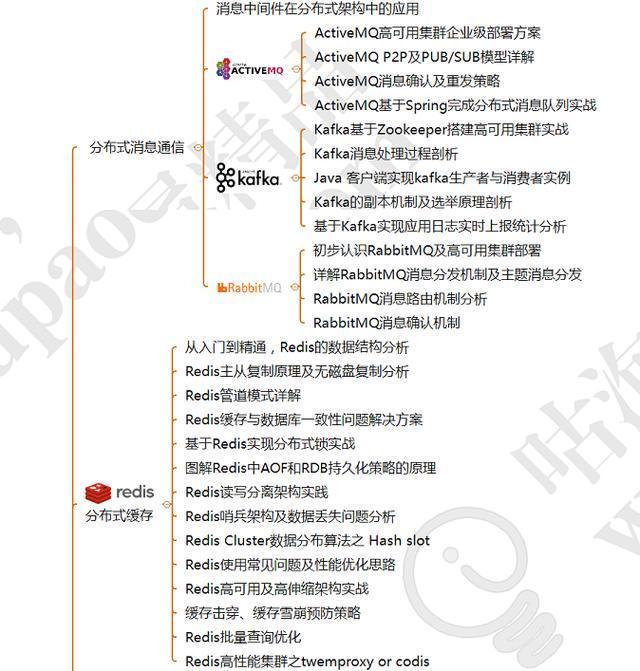 消息中间件在分布式架构中的应用
ActiveMQ高可用集群企业级部署方案
ActiveMQ P2P及PUB/SUB模型详解
ACTIVEMQ
ActiveMQ消息确认及重发策略
ActiveMQ基于Spring完成分布式消息队列实战
分布式消息通信
Kafka基于Zookeeper搭建高可用集群实战
Kafka消息处理过程剖析
kafka
Java 客户端实现kafka生产者与消费者实例
Kafka的副本机制及选举原理剖析
基于Kafka实现应用日志实时上报统计分析
初步认识RabbitMQ及高可用集群部署
详解RabbitMQ消息分发机制及主题消息分发
RabbitMQ
RabbitMQ消息路由机制分析
RabbitMQ消息确认机制
从入门到精通，Redis的数据结构分析
Redis主从复制原理及无磁盘复制分析
Redis管道模式详解
Redis缓存与数据库一致性问题解决方案
基于Redis实现分布式锁实战
图解Redis中AOF和RDB持久化策略的原理
redis
分布式缓存
Redis读写分离架构实践
Redis哨兵架构及数据丢失问题分析
Redis Cluster数据分布算法之 Hash slot
Redis使用常见问题及性能优化思路
Redis高可用及高伸缩架构实战
缓存击穿、缓存雪崩预防策略
Redis批量查询优化
Redis高性能集群之twemproxy or codis